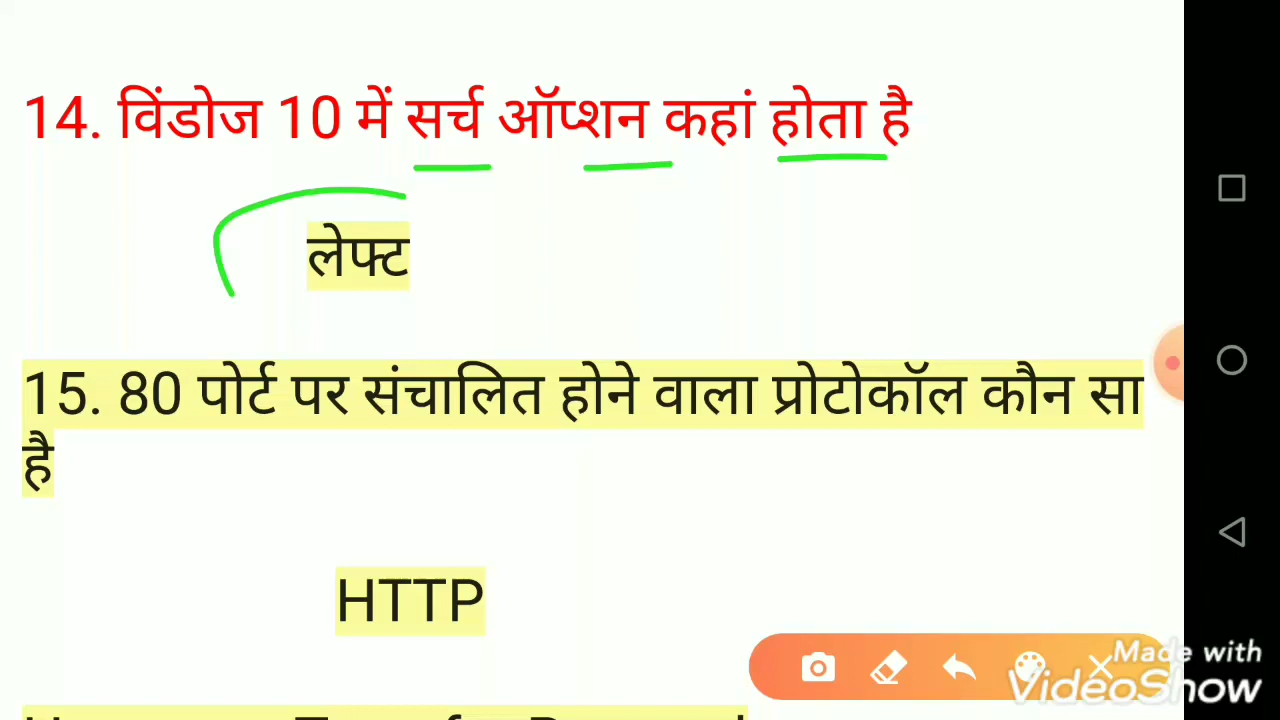 14. विंडोज 10 में सर्च ऑप्शन कहां होता है
लेफ्ट
15. 80 पोर्ट पर संचालित होने वाला प्रोटोकॉल कौन सा
है
HTTP
Made with
VideoShow